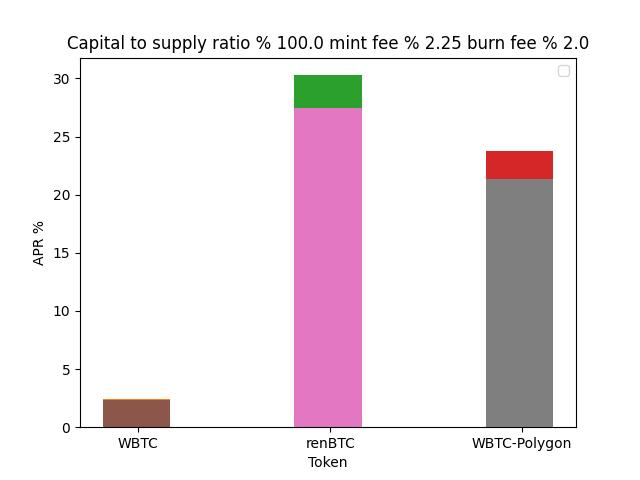 Capital to supply ratio % 100.0 mint fee % 2.25 burn fee % 2.0
30
25
20
15
10
5
0
APR %
WBTC
renBTC
WBTC-Polygon
Token